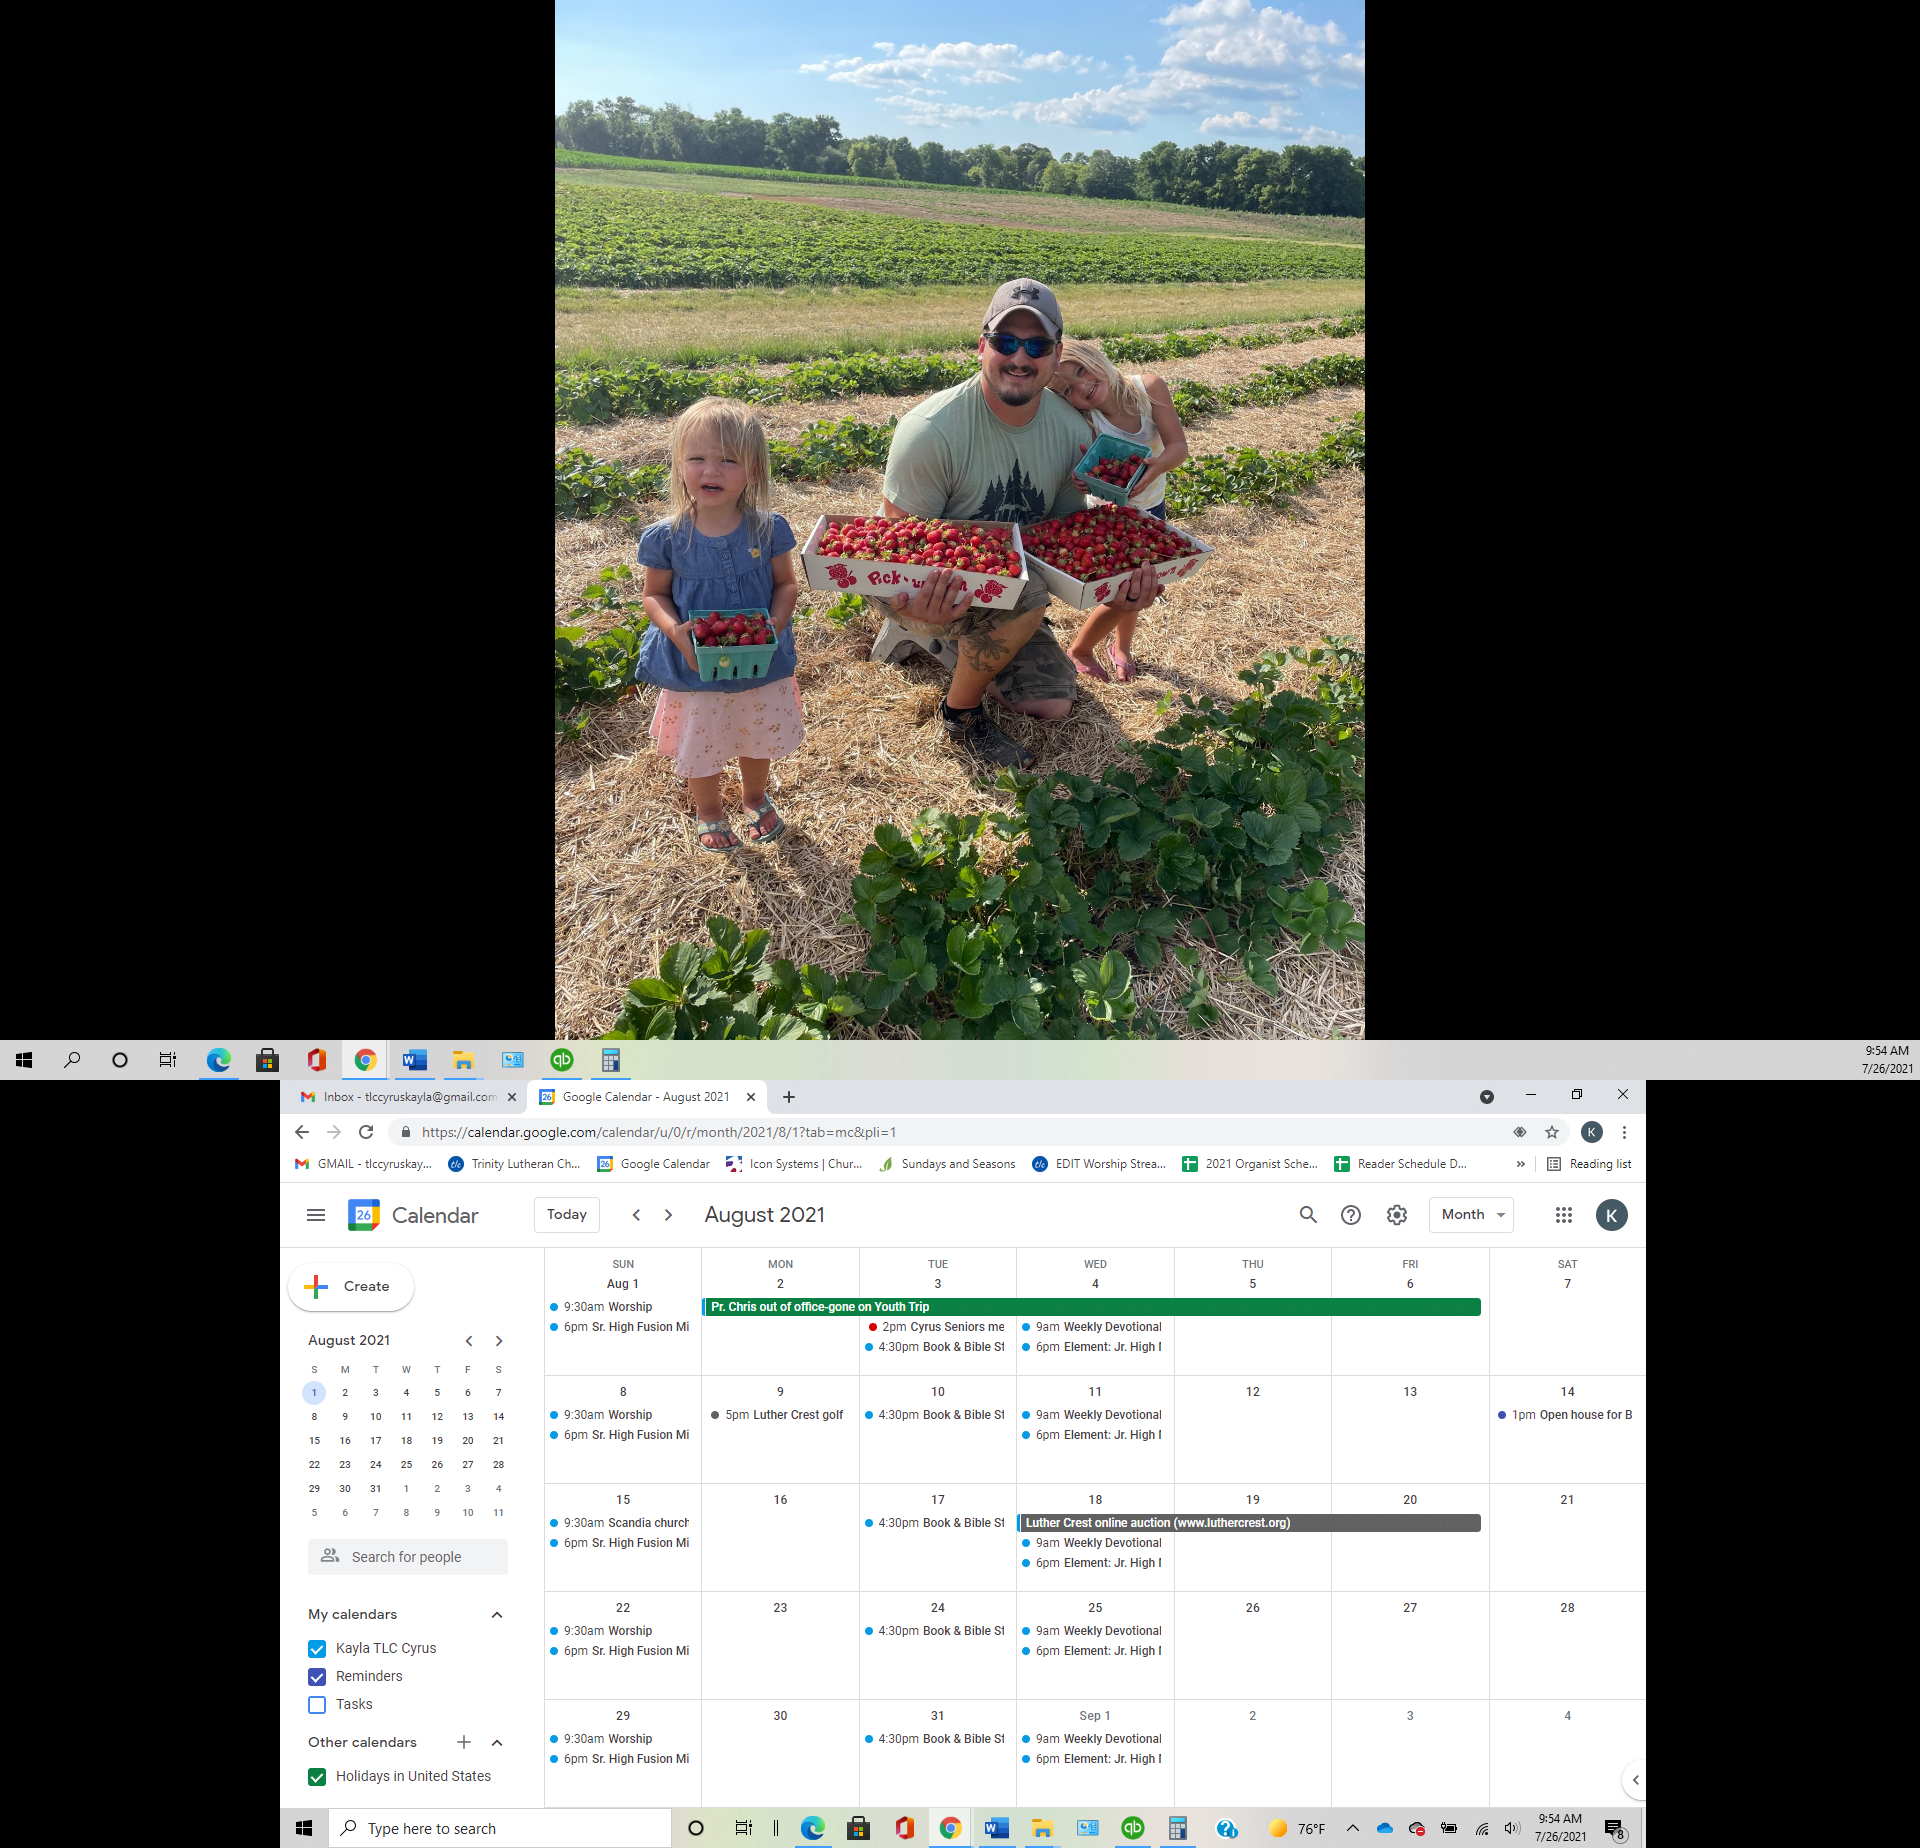 Pick-
9:54 AM
7/26/2021
Inbox - tlccyruskayla@gmail.com
Google Calendar - August 2021
https://calendar.google.com/calendar/u/0/r/month/2021/8/1?tab=mc&pli=1
K
GMAIL - tlccyruskay...
tlc Trinity Lutheran Ch...
26 Google Calendar
Icon Systems | Chur...
Sundays and Seasons
tlc EDIT Worship Strea...
2021 Organist Sche...
Reader Schedule D...
»
Reading list
26 Calendar
Today
August 2021
Month
K
Create
August 2021
S M T W T F S
1 2 3 4 5 6 7
8 9 10 11 12 13 14
15 16 17 18 19 20 21
22 23 24 25 26 27 28
29 30 31 1 2 3 4
5 6 7 8 9 10 11
Search for people
My calendars
Kayla TLC Cyrus
Reminders
Tasks
Other calendars
Holidays in United States
SUN MON TUE WED THU FRI SAT
Aug 1 2 3 4 5 6 7
9:30am Worship
6pm Sr. High Fusion Mi
Pr. Chris out of office-gone on Youth Trip
2pm Cyrus Seniors me
4:30pm Book & Bible St
9am Weekly Devotional
6pm Element: Jr. High
8 9 10 11 12 13 14
9:30am Worship
6pm Sr. High Fusion Mi
5pm Luther Crest golf
4:30pm Book & Bible St
9am Weekly Devotional
6pm Element: Jr. High
1pm Open house for B
15 16 17 18 19 20 21
9:30am Scandia church
6pm Sr. High Fusion Mi
4:30pm Book & Bible St
Luther Crest online auction (www.luthercrest.org)
9am Weekly Devotional
6pm Element: Jr. High
22 23 24 25 26 27 28
9:30am Worship
6pm Sr. High Fusion Mi
4:30pm Book & Bible St
9am Weekly Devotional
6pm Element: Jr. High
29 30 31 Sep 1 2 3 4
9:30am Worship
6pm Sr. High Fusion Mi
4:30pm Book & Bible St
9am Weekly Devotional
6pm Element: Jr. High
Type here to search
76°F
9:54 AM
7/26/2021
8